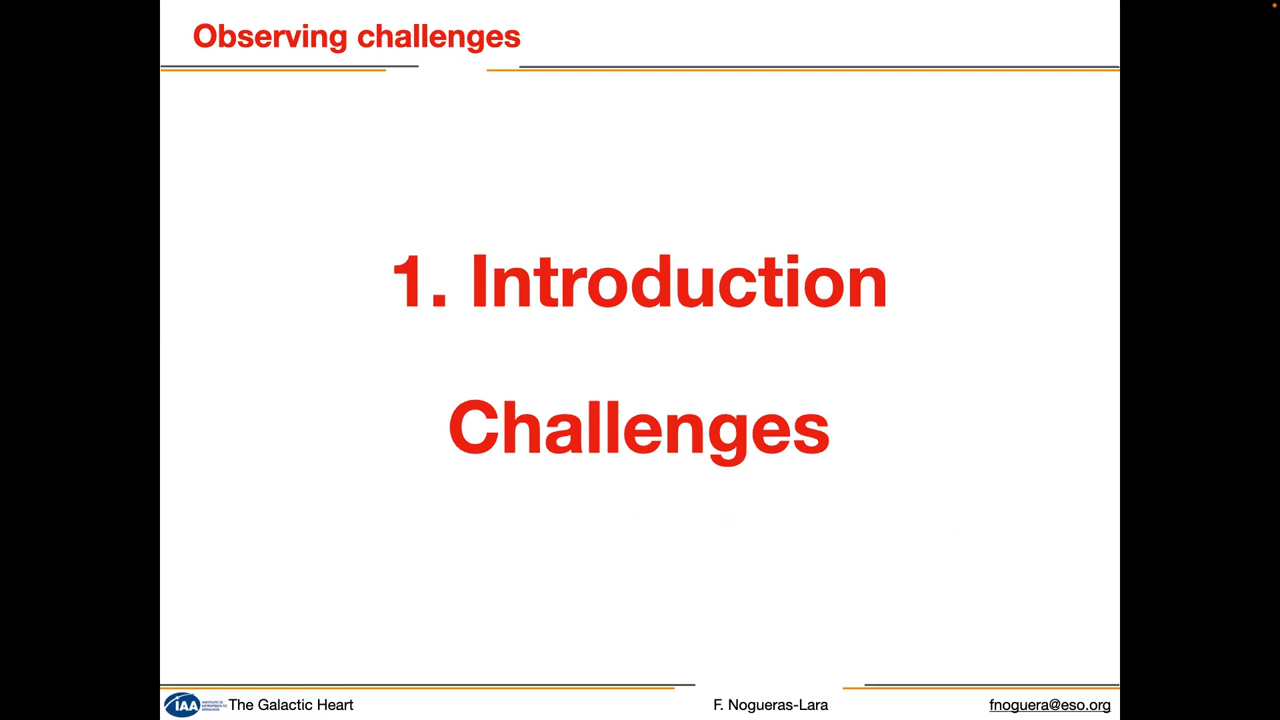 Observing challenges
1. Introduction
Challenges
IAA
The Galactic Heart
F. Nogueras-Lara
fnoguera@eso.org